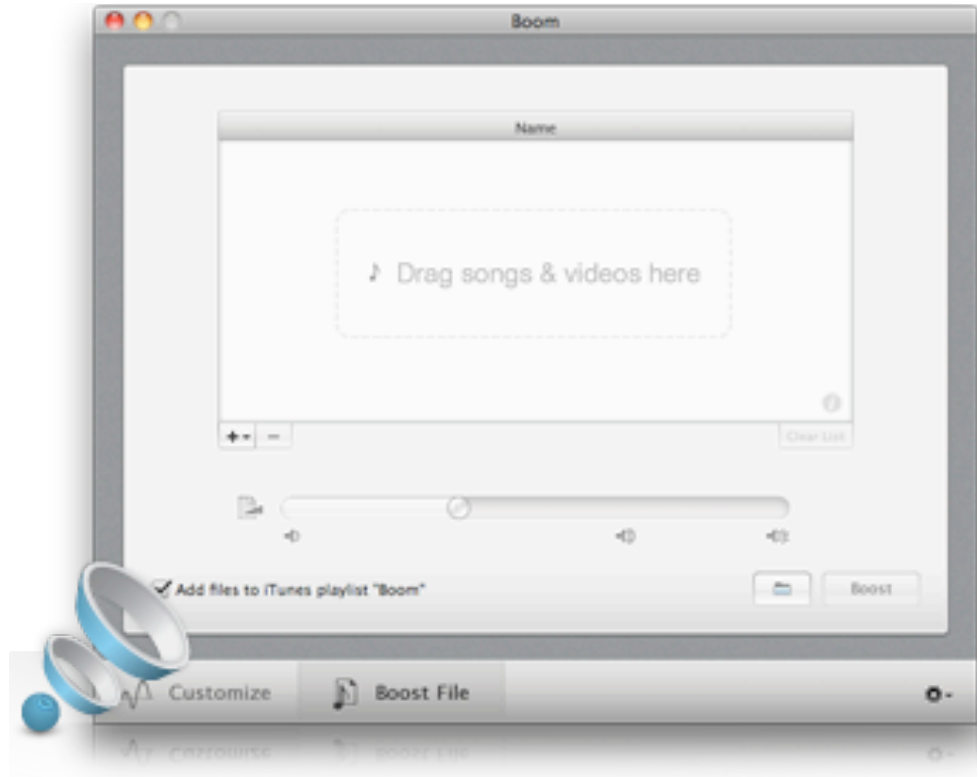 Boom
Name
♪ Drag songs & videos here
+ −
Clear List
Add files to iTunes playlist "Boom"
Boost
Customize
Boost File